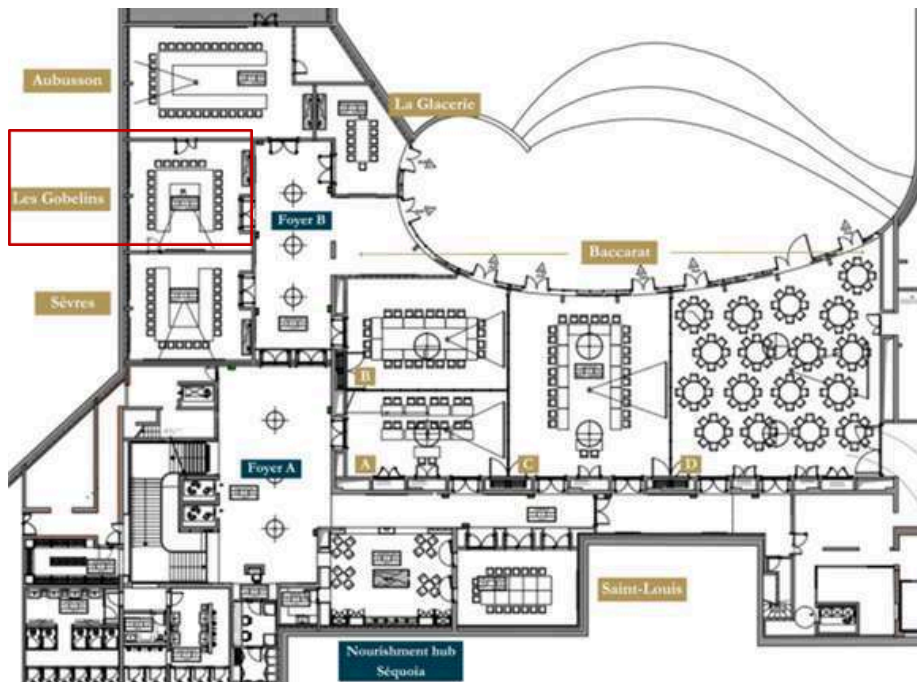 Aubusson
La Glacerie
Les Gobelins
Foyer B
Baccarat
Sèvres
B
Foyer A
A
C
D
Saint-Louis
Nourishment hub
Séquoia